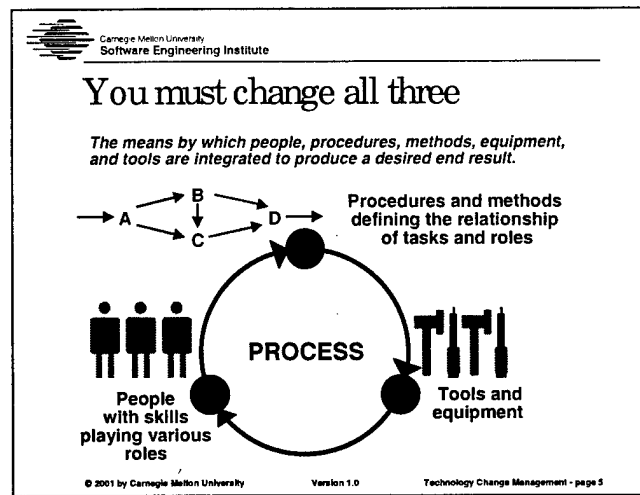 Carnegie Mellon University
Software Engineering Institute
You must change all three
The means by which people, procedures, methods, equipment,
and tools are integrated to produce a desired end result.
B
A
D
C
Procedures and methods
defining the relationship
of tasks and roles
PROCESS
People
with skills
playing various
roles
Tools and
equipment
© 2001 by Carnegie Mellon University
Version 1.0
Technology Change Management - page 5